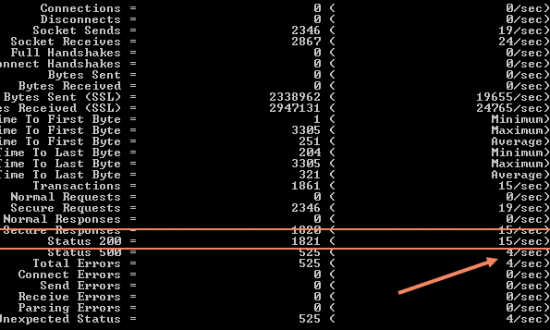 Connections = 0 ( 0/sec)
Disconnects = 0 ( 0/sec)
Socket Sends = 2346 ( 19/sec)
Socket Receives = 2867 ( 24/sec)
Full Handshakes = 0 ( 0/sec)
onnect Handshakes = 0 ( 0/sec)
Bytes Sent = 0 ( 0/sec)
Bytes Received = 0 ( 0/sec)
Bytes Sent (SSL) = 2338962 ( 19655/sec)
es Received (SSL) = 2947131 ( 24765/sec)
ime To First Byte = 1 ( Minimum)
ime To First Byte = 3305 ( Maximum)
ime To First Byte = 251 ( Average)
Time To Last Byte = 204 ( Minimum)
Time To Last Byte = 3305 ( Maximum)
Time To Last Byte = 321 ( Average)
Transactions = 1861 ( 15/sec)
Normal Requests = 0 ( 0/sec)
Secure Requests = 2346 ( 19/sec)
Normal Responses = 0 ( 0/sec)
Secure Responses = 1820 ( 15/sec)
Status 200 = 1821 ( 15/sec)
Status 500 = 525 ( 4/sec)
Total Errors = 525 ( 4/sec)
Connect Errors = 0 ( 0/sec)
Send Errors = 0 ( 0/sec)
Receive Errors = 0 ( 0/sec)
Parsing Errors = 0 ( 0/sec)
Unexpected Status = 525 ( 4/sec)